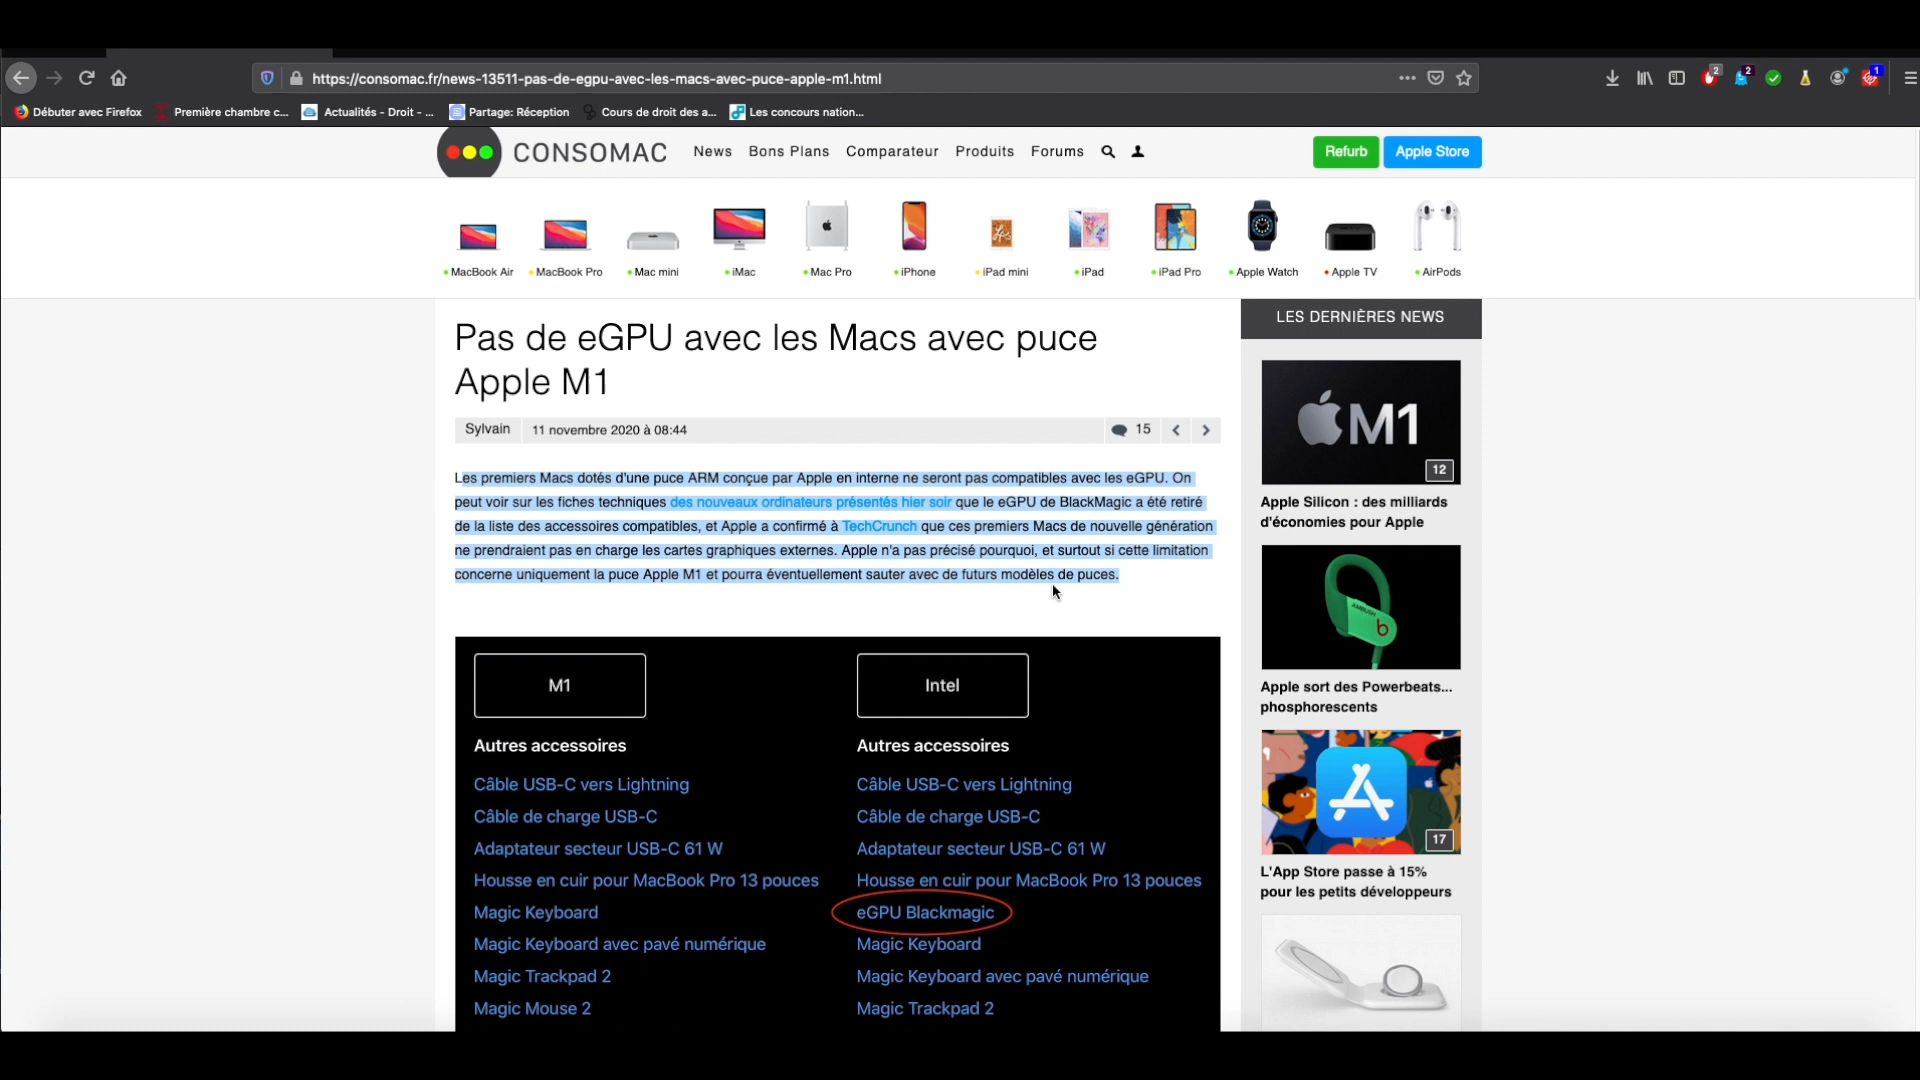 https://consomac.fr/news-13511-pas-de-egpu-avec-les-macs-avec-puce-apple-m1.html
2
2
1
Débuter avec Firefox
Première chambre c...
Actualités - Droit - ...
Partage: Réception
Cours de droit des a...
Les concours nation...
CONSOMAC
News
Bons Plans
Comparateur
Produits
Forums
Refurb
Apple Store
MacBook Air
MacBook Pro
Mac mini
iMac
Mac Pro
iPhone
iPad mini
iPad
iPad Pro
Apple Watch
Apple TV
AirPods
Pas de eGPU avec les Macs avec puce
Apple M1
Sylvain
11 novembre 2020 à 08:44
15
Les premiers Macs dotés d'une puce ARM conçue par Apple en interne ne seront pas compatibles avec les eGPU. On
peut voir sur les fiches techniques des nouveaux ordinateurs présentés hier soir que le eGPU de BlackMagic a été retiré
de la liste des accessoires compatibles, et Apple a confirmé à TechCrunch que ces premiers Macs de nouvelle génération
ne prendraient pas en charge les cartes graphiques externes. Apple n'a pas précisé pourquoi, et surtout si cette limitation
concerne uniquement la puce Apple M1 et pourra éventuellement sauter avec de futurs modèles de puces.
M1
Autres accessoires
Câble USB-C vers Lightning
Câble de charge USB-C
Adaptateur secteur USB-C 61 W
Housse en cuir pour MacBook Pro 13 pouces
Magic Keyboard
Magic Keyboard avec pavé numérique
Magic Trackpad 2
Magic Mouse 2
Intel
Autres accessoires
Câble USB-C vers Lightning
Câble de charge USB-C
Adaptateur secteur USB-C 61 W
Housse en cuir pour MacBook Pro 13 pouces
eGPU Blackmagic
Magic Keyboard
Magic Keyboard avec pavé numérique
Magic Trackpad 2
LES DERNIÈRES NEWS
M1
12
Apple Silicon : des milliards
d'économies pour Apple
AMBUSH
Apple sort des Powerbeats...
phosphorescents
17
L'App Store passe à 15%
pour les petits développeurs